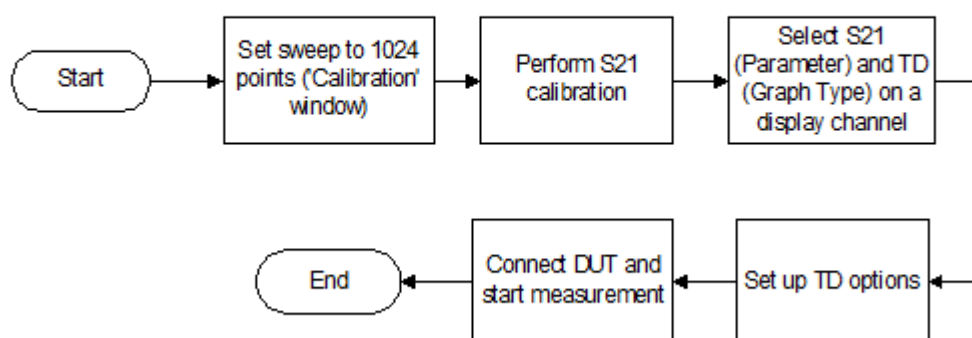 Start
Set sweep to 1024
points ('Calibration'
window)
Perform S21
calibration
Select S21
(Parameter) and TD
(Graph Type) on a
display channel
Set up TD options
Connect DUT and
start measurement
End